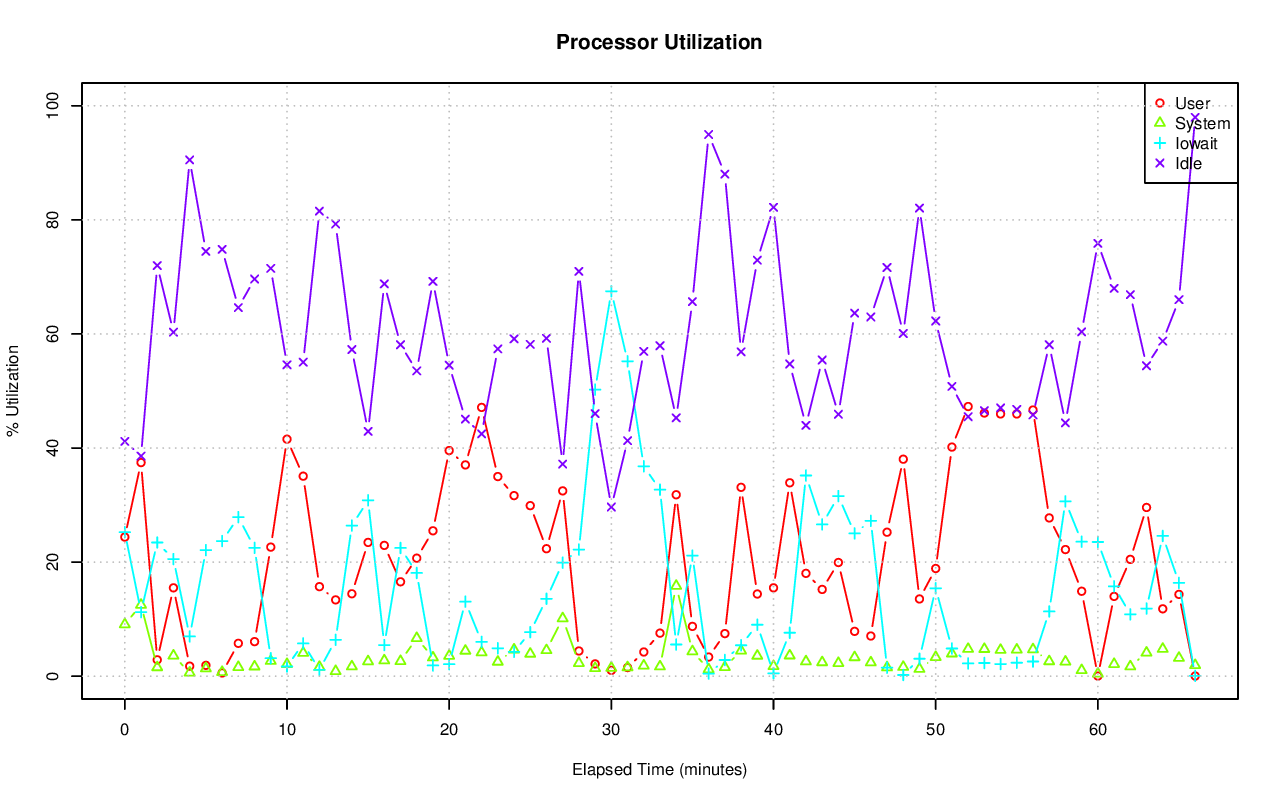 Processor Utilization
% Utilization
100
80
60
40
20
0
User
System
Iowait
Idle
0 10 20 30 40 50 60
Elapsed Time (minutes)